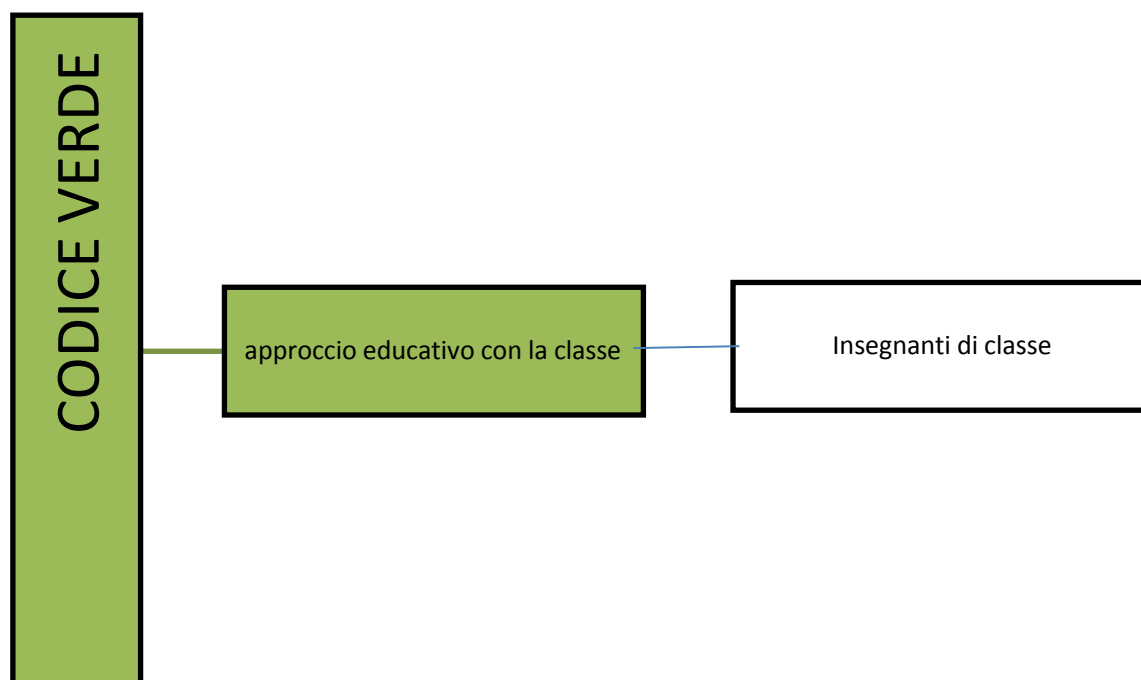 CODICE VERDE
approccio educativo con la classe
Insegnanti di classe